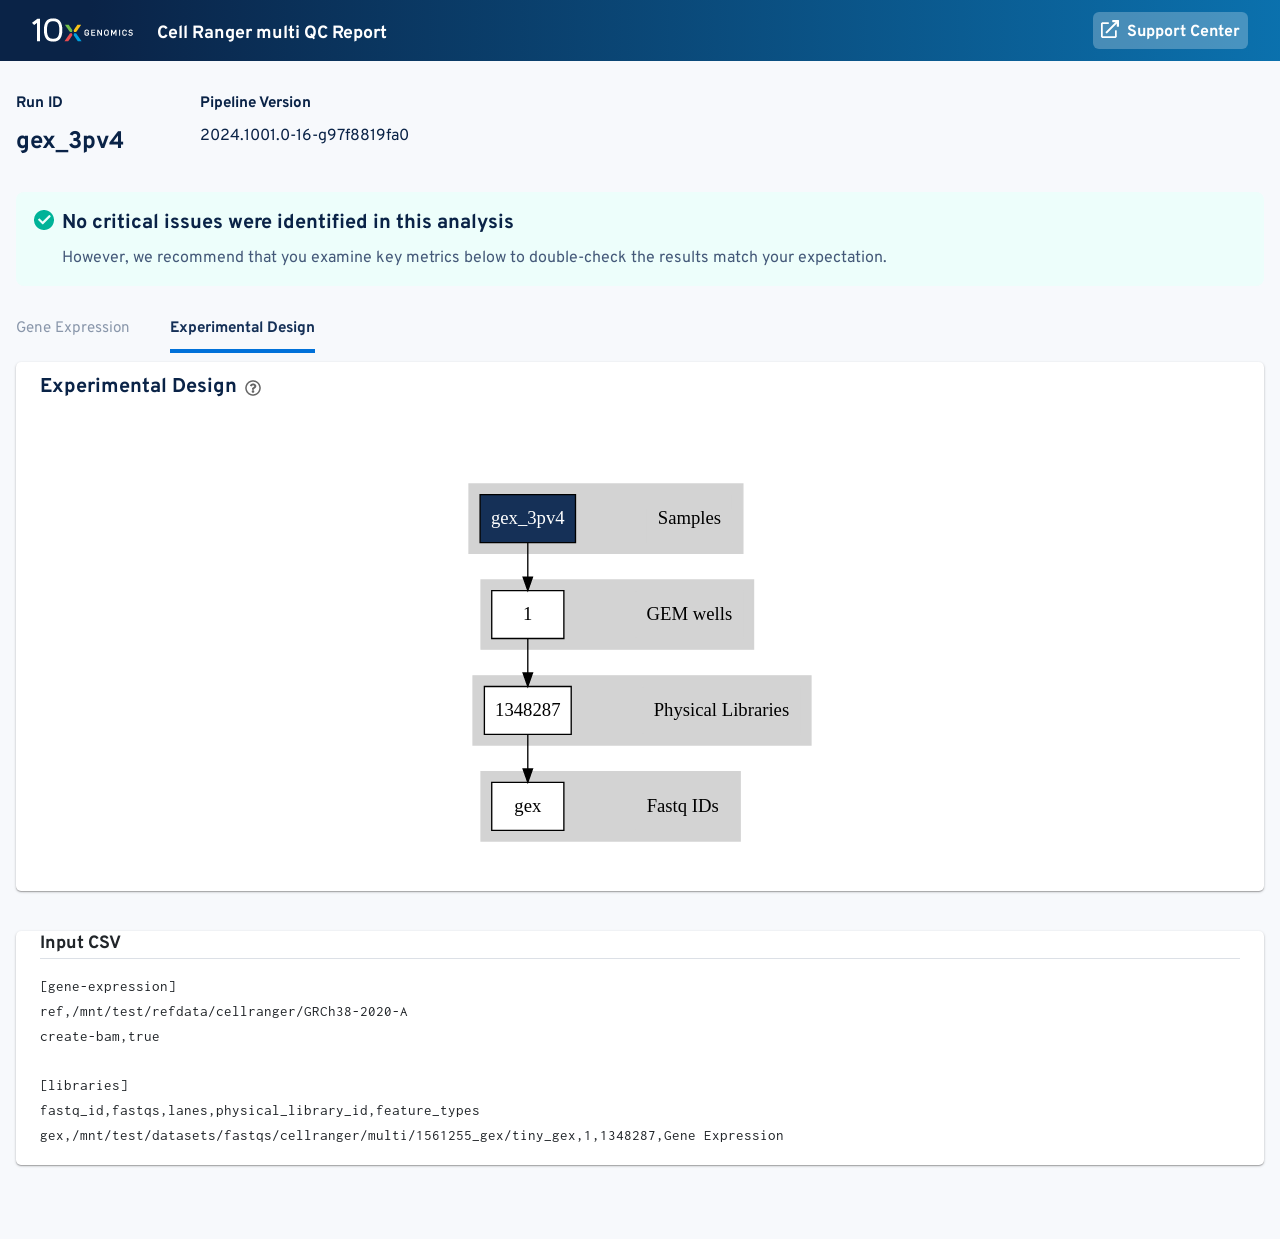 10x GENOMICS Cell Ranger multi QC Report Support Center
Run ID Pipeline Version
gex_3pv4 2024.1001.0-16-g97f8819fa0
No critical issues were identified in this analysis
However, we recommend that you examine key metrics below to double-check the results match your expectation.
Gene Expression Experimental Design
Experimental Design ?
gex_3pv4 Samples
1 GEM wells
1348287 Physical Libraries
gex Fastq IDs
Input CSV
[gene-expression]
ref,/mnt/test/refdata/cellranger/GRCh38-2020-A
create-bam,true
[libraries]
fastq_id,fastqs,lanes,physical_library_id,feature_types
gex,/mnt/test/datasets/fastqs/cellranger/multi/1561255_gex/tiny_gex,1,1348287,Gene Expression